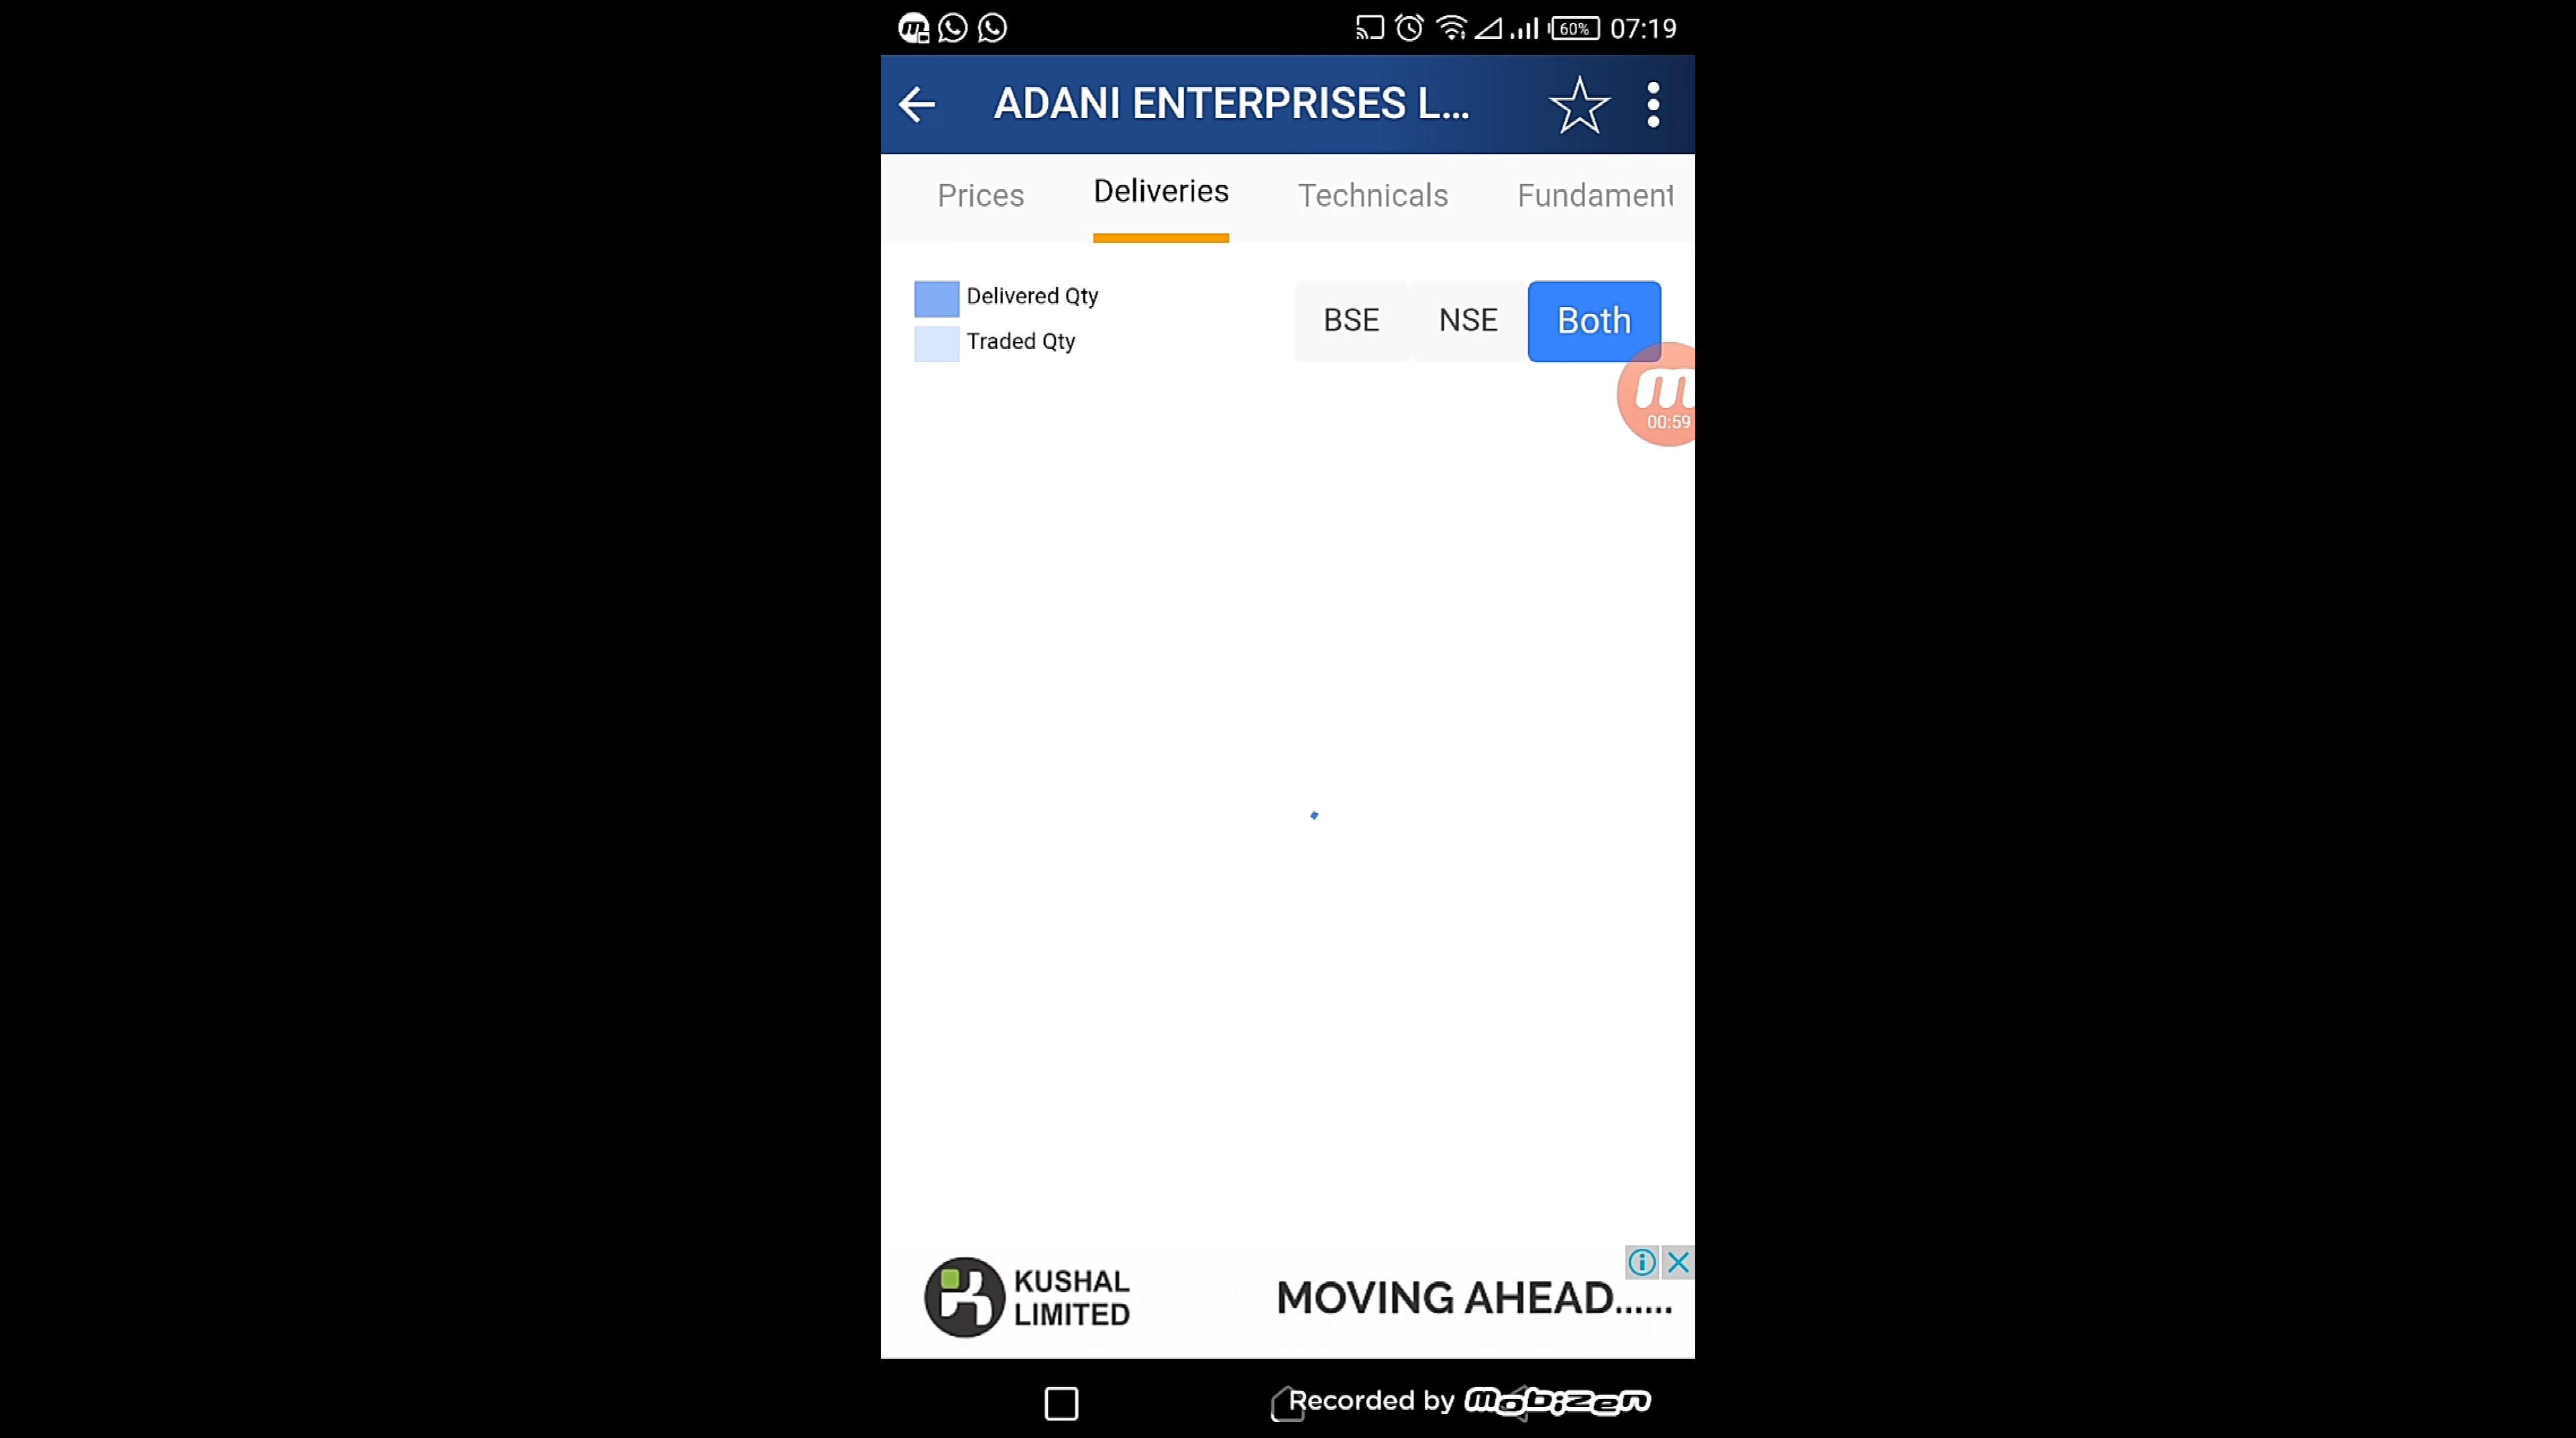 60% 07:19
ADANI ENTERPRISES L...
Prices Deliveries Technicals Fundament
Delivered Qty
Traded Qty
BSE NSE Both
00:59
KUSHAL
LIMITED
MOVING AHEAD......
Recorded by mobizen